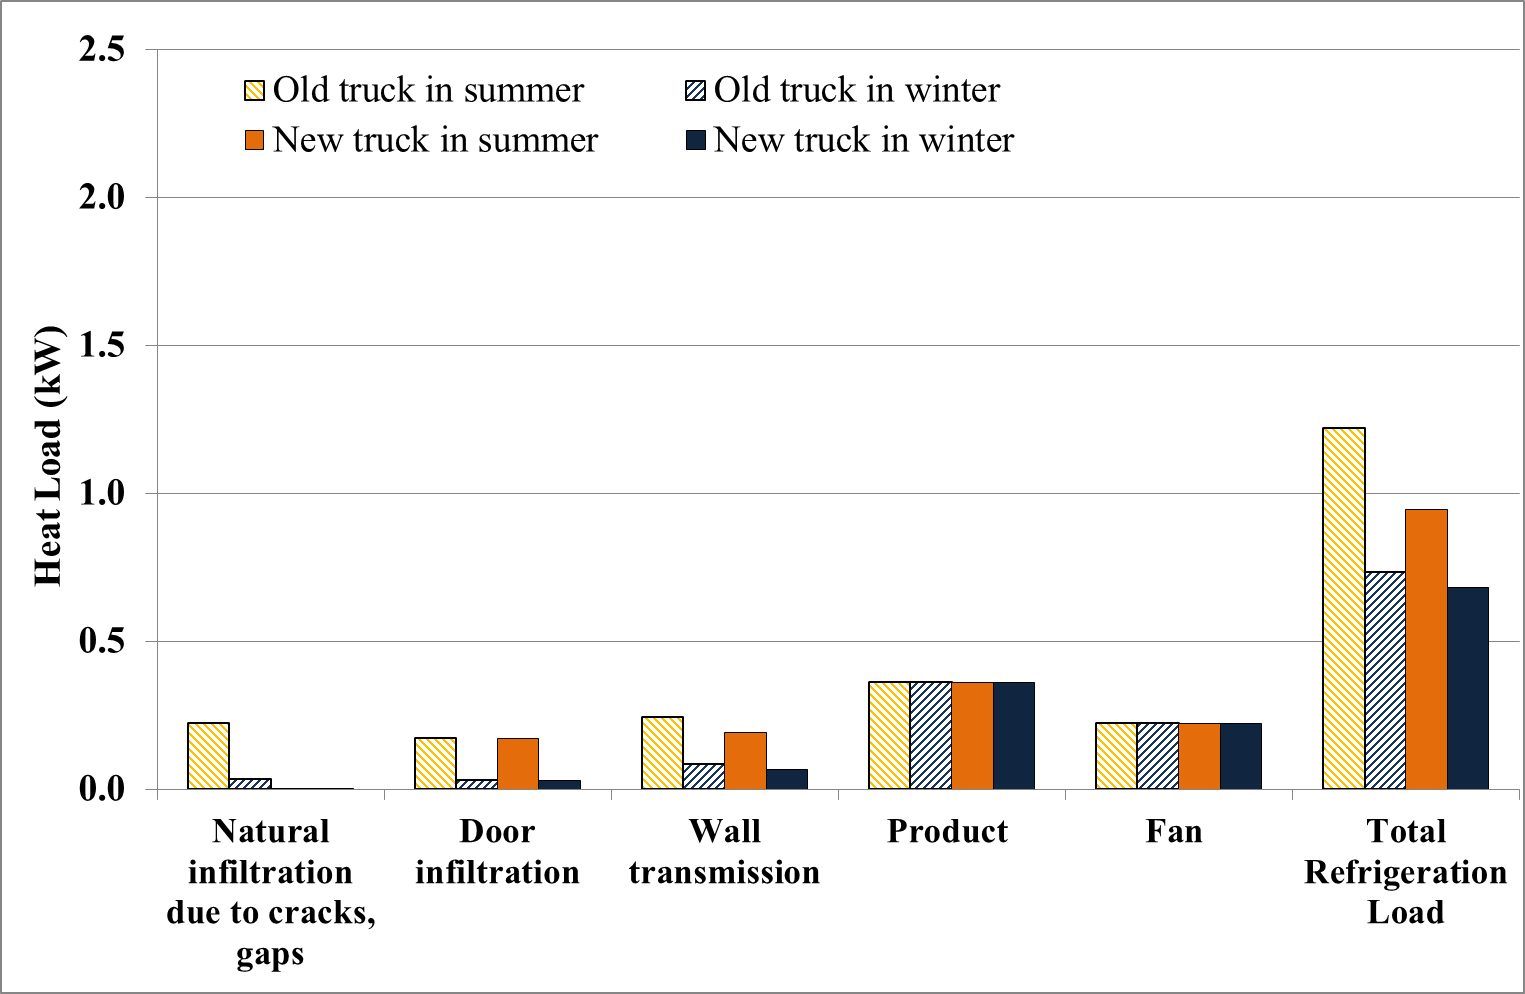 2.5
2.0
1.5
1.0
0.5
0.0
Heat Load (kW)
Old truck in summer
Old truck in winter
New truck in summer
New truck in winter
Natural
infiltration
due to cracks,
gaps
Door
infiltration
Wall
transmission
Product
Fan
Total
Refrigeration
Load